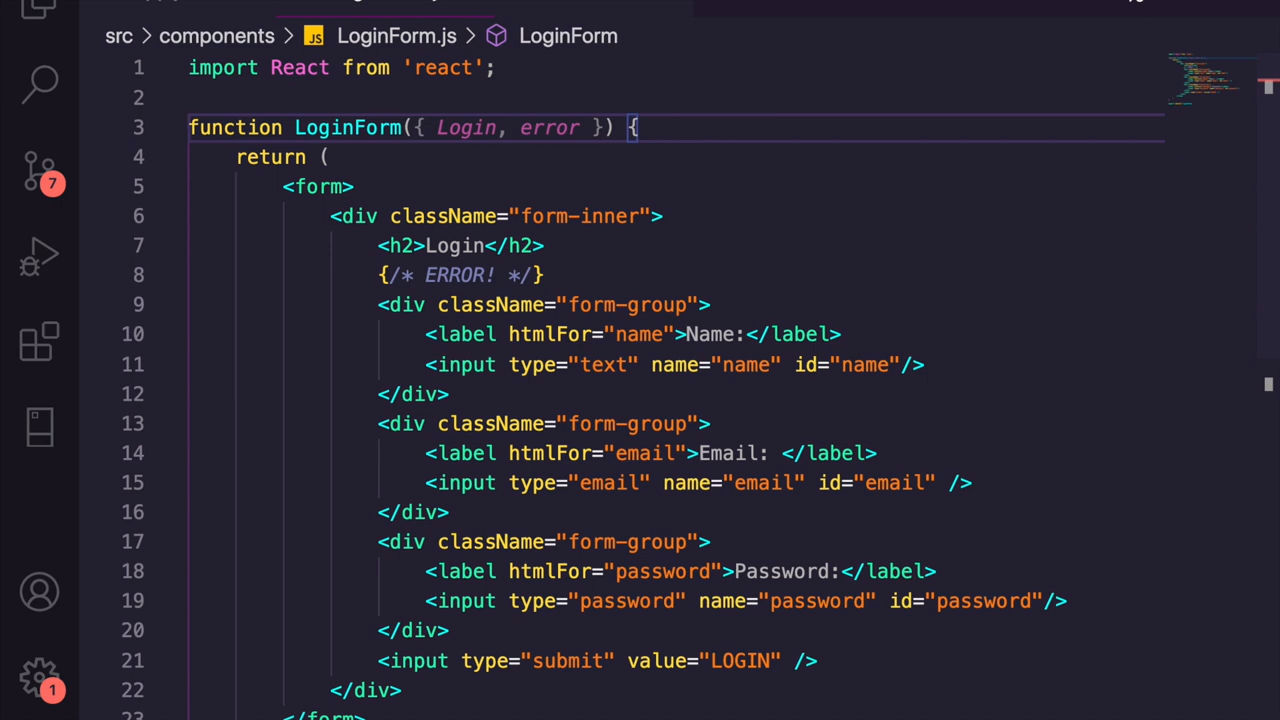 src > components > JS LoginForm.js > LoginForm
1 import React from 'react';
2
3 function LoginForm({ Login, error }) {
4 return (
5 <form>
6 <div className="form-inner">
7 <h2>Login</h2>
8 {/* ERROR! */}
9 <div className="form-group">
10 <label htmlFor="name">Name:</label>
11 <input type="text" name="name" id="name"/>
12 </div>
13 <div className="form-group">
14 <label htmlFor="email">Email: </label>
15 <input type="email" name="email" id="email" />
16 </div>
17 <div className="form-group">
18 <label htmlFor="password">Password:</label>
19 <input type="password" name="password" id="password"/>
20 </div>
21 <input type="submit" value="LOGIN" />
22 </div>
23 </form>
7
1